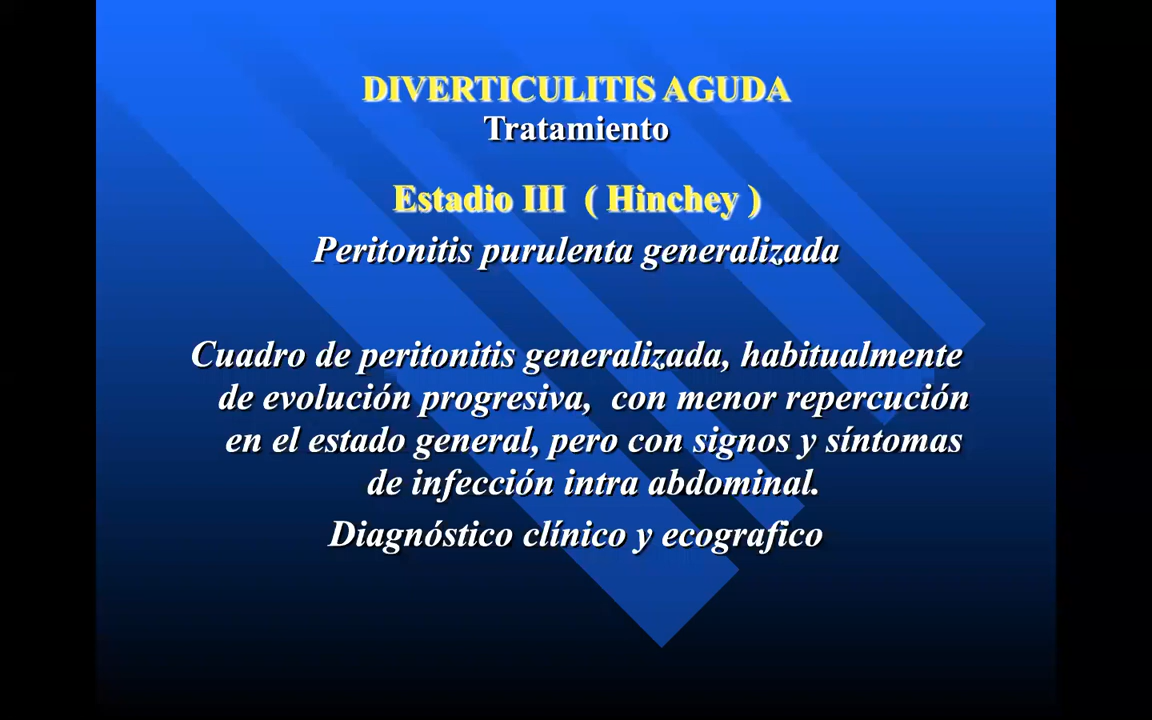 DIVERTICULITIS AGUDA
Tratamiento
Estadio III ( Hinchey )
Peritonitis purulenta generalizada
Cuadro de peritonitis generalizada, habitualmente
de evolución progresiva, con menor repercución
en el estado general, pero con signos y síntomas
de infección intra abdominal.
Diagnóstico clínico y ecografico